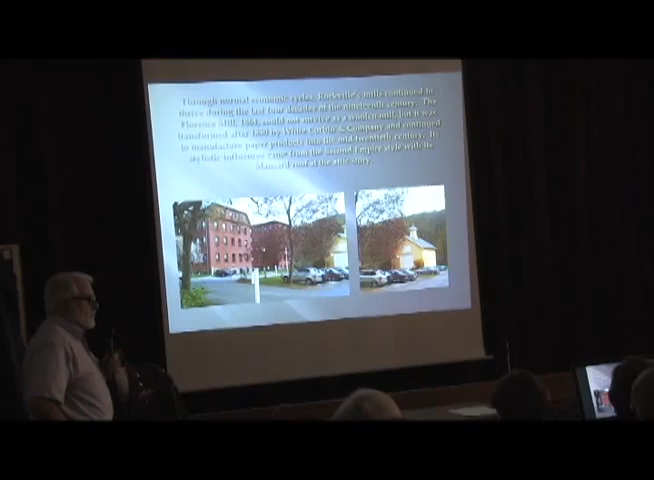 Through normal economic cycles, Rockville's mills continued to
thrive during the last four decades of the nineteenth century. The
Florence Mill, 1864, could not survive as a woolen mill, but it was
transformed after 1880 by White Corbin & Company and continued
to manufacture paper products into the mid twentieth century. Its
stylistic influences came from the Second Empire style with its
Mansard roof at the attic story.